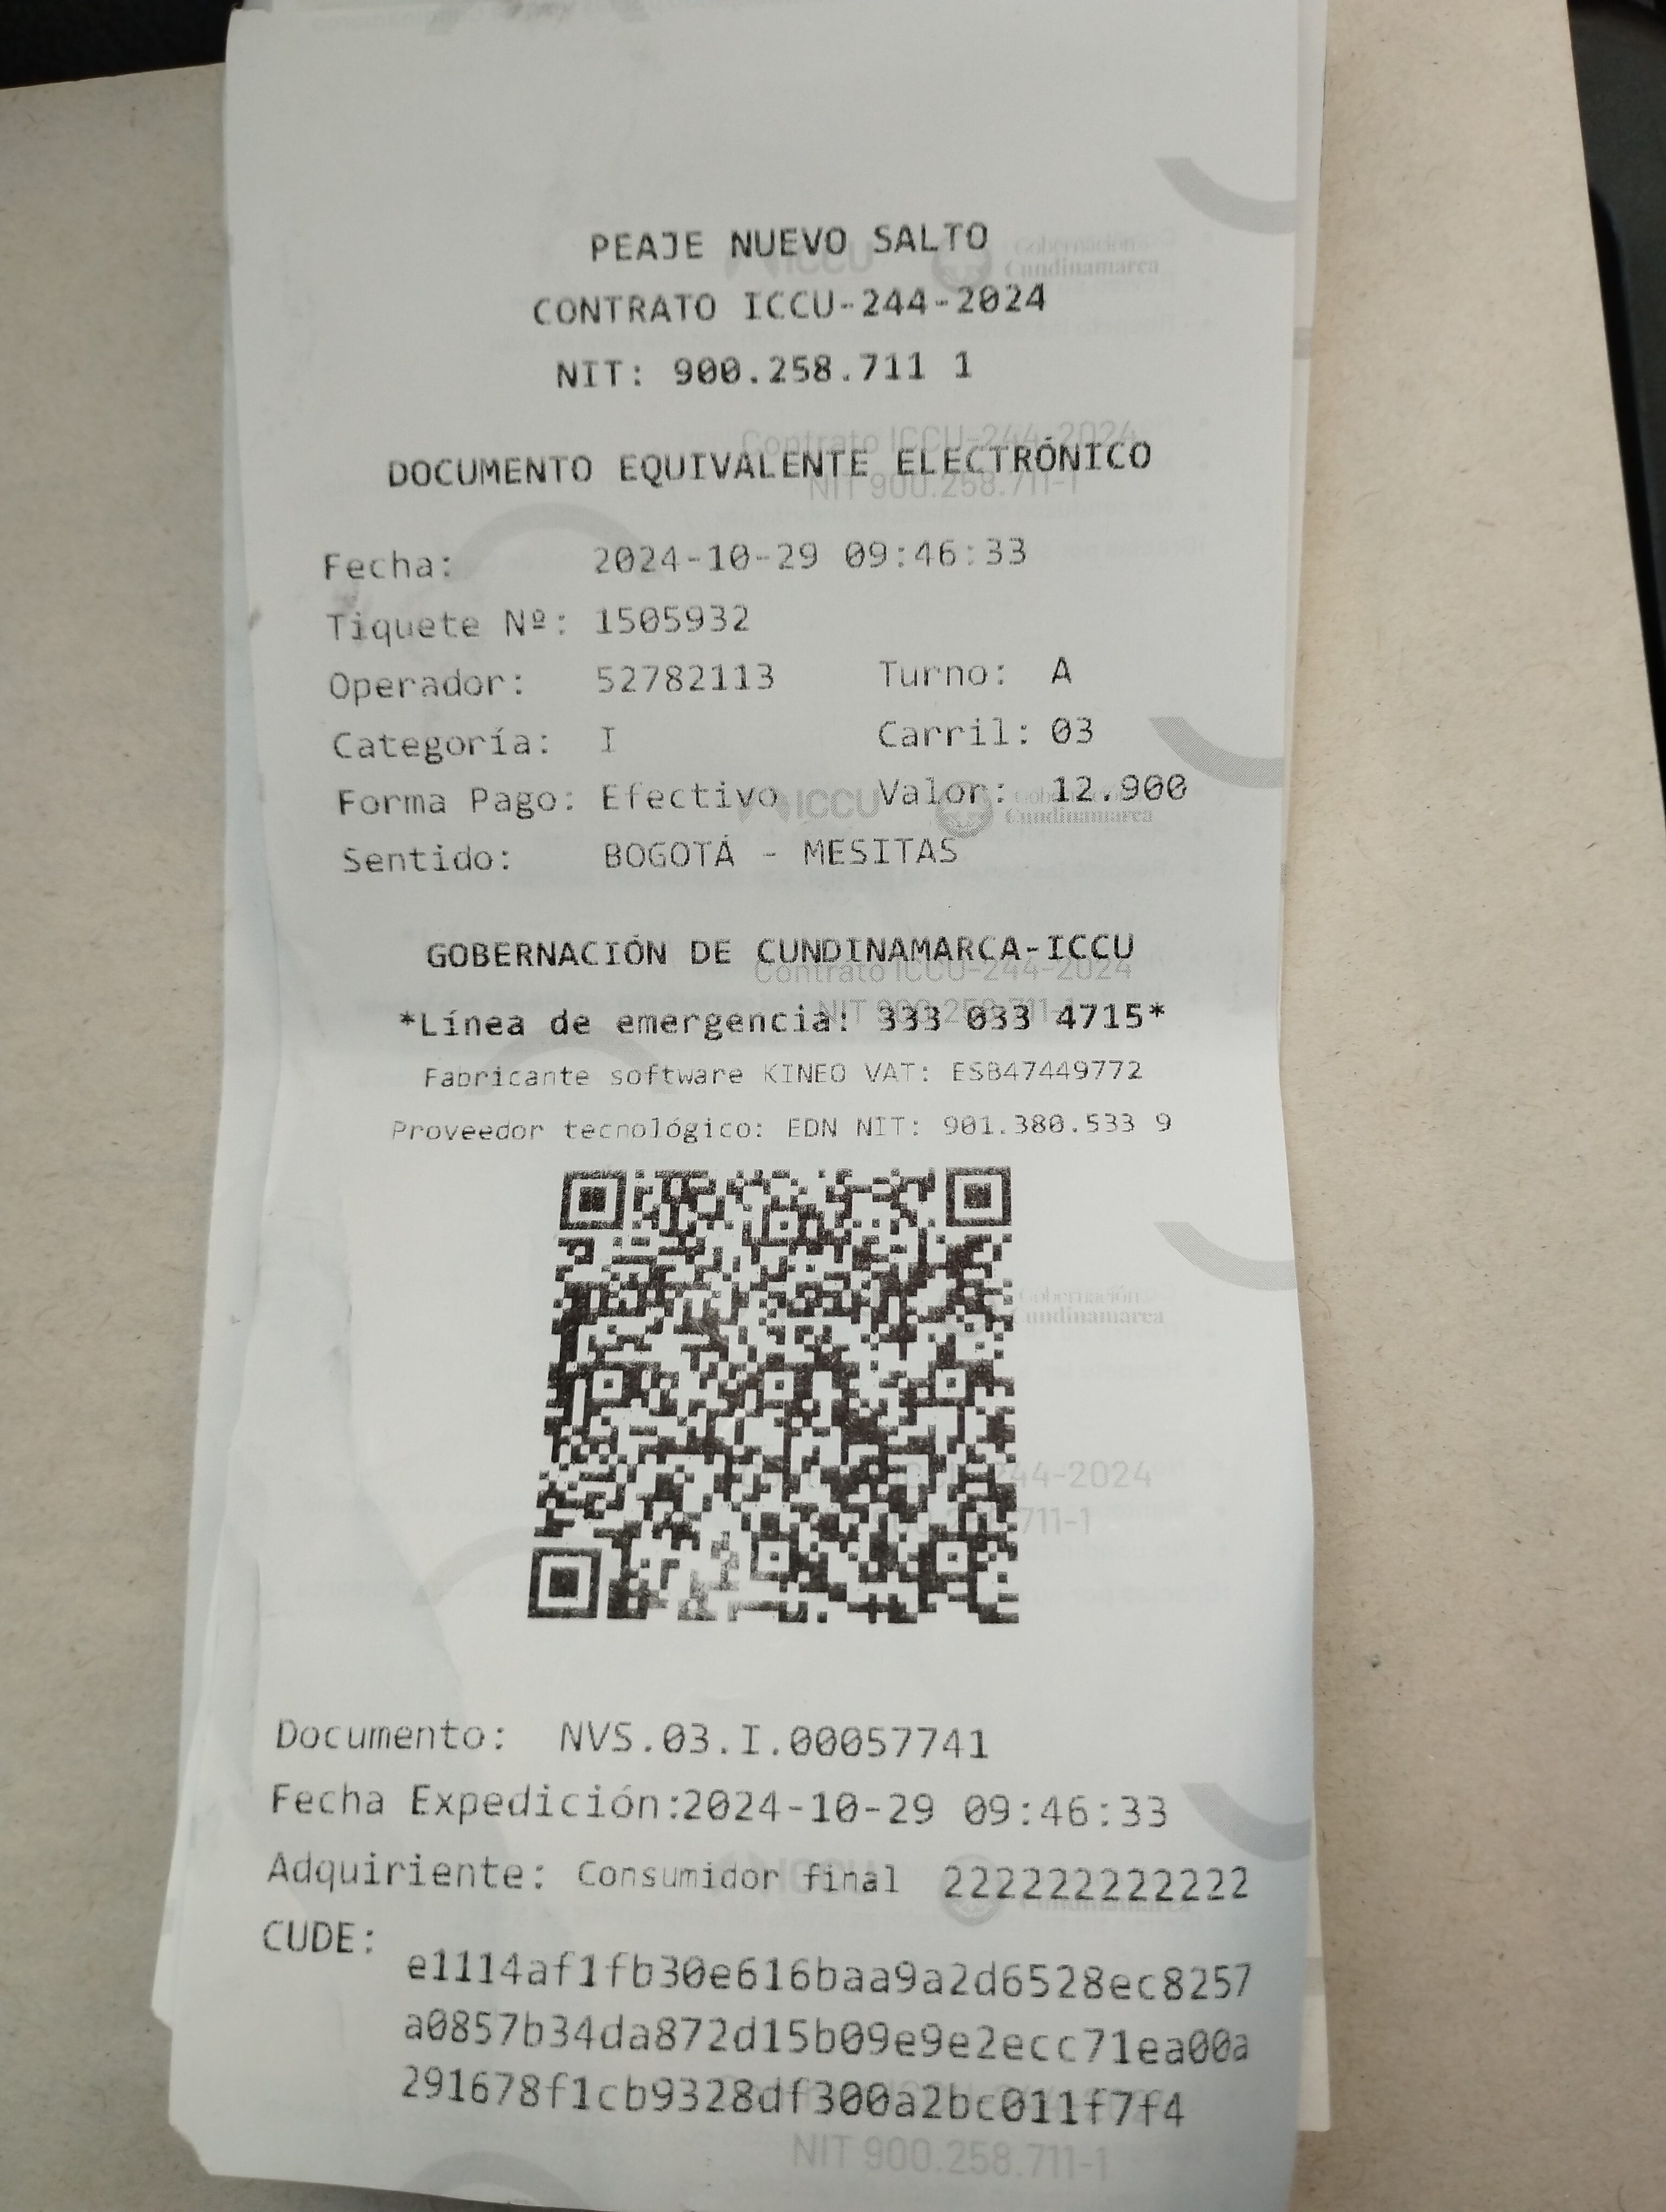 PEAJE NUEVO SALTO
CONTRATO ICCU-244-2024
NIT: 900.258.711 1
DOCUMENTO EQUIVALENTE ELECTRÓNICO
Fecha: 2024-10-29 09:46:33
Tiquete Nº: 1505932
Operador: 52782113 Turno: A
Categoría: I Carril: 03
Forma Pago: Efectivo Valor: 12.900
Sentido: BOGOTÁ - MESITAS
GOBERNACIÓN DE CUNDINAMARCA-ICCU
*Línea de emergencia: 333 033 4715*
Fabricante software KINEO VAT: ESB47449772
Proveedor tecnológico: EDN NIT: 901.380.533 9
Documento: NVS.03.I.00057741
Fecha Expedición:2024-10-29 09:46:33
Adquiriente: Consumidor final 222222222222
CUDE:
e1114af1fb30e616baa9a2d6528ec8257
a0857b34da872d15b09e9e2ecc71ea00a
291678f1cb9328df300a2bc011f7f4
NIT 900.258.711-1